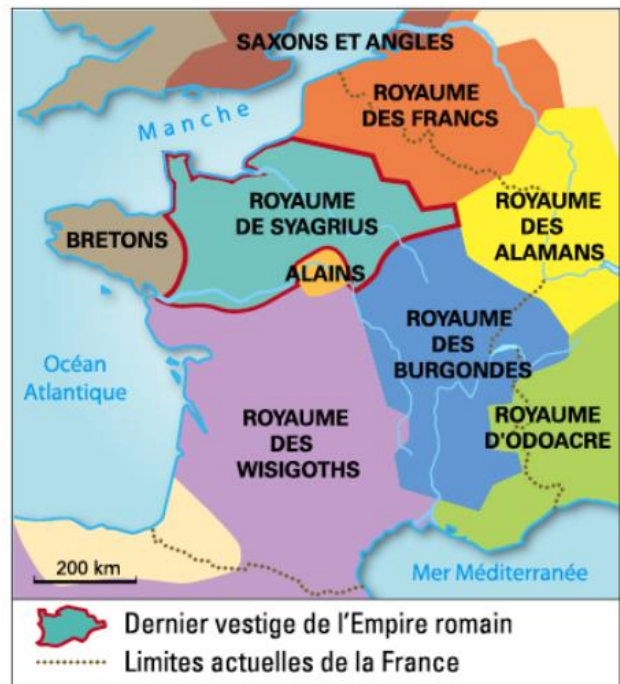 SAXONS ET ANGLES
Manche
ROYAUME
DES FRANCS
ROYAUME
DE SYAGRIUS
BRETONS
ROYAUME
DES
ALAMANS
ALAINS
ROYAUME
DES
BURGONDES
Océan
Atlantique
ROYAUME
DES
WISIGOTHS
ROYAUME
D'ODOACRE
200 km
Mer Méditerranée
Dernier vestige de l'Empire romain
Limites actuelles de la France